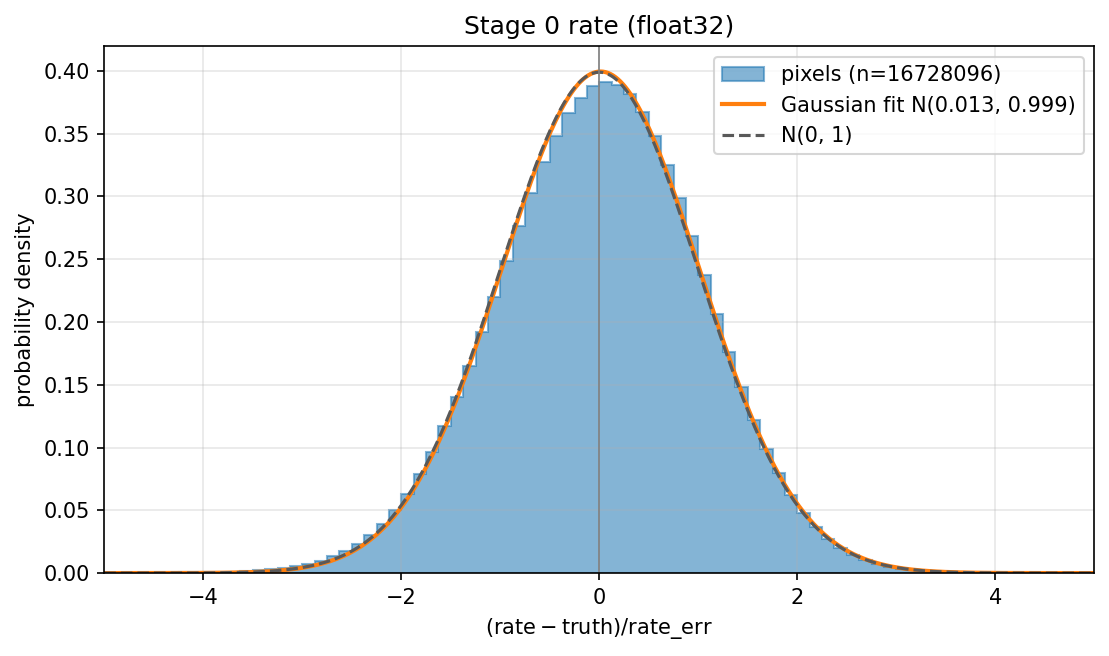 Stage 0 rate (float32)
pixels (n=16728096)
Gaussian fit N(0.013, 0.999)
N(0, 1)
probability density
0.40
0.35
0.30
0.25
0.20
0.15
0.10
0.05
0.00
−4
−2
0
2
4
(rate − truth)/rate_err